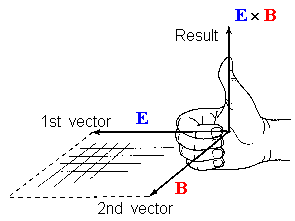 E × B
Result
1st vector
E
B
2nd vector